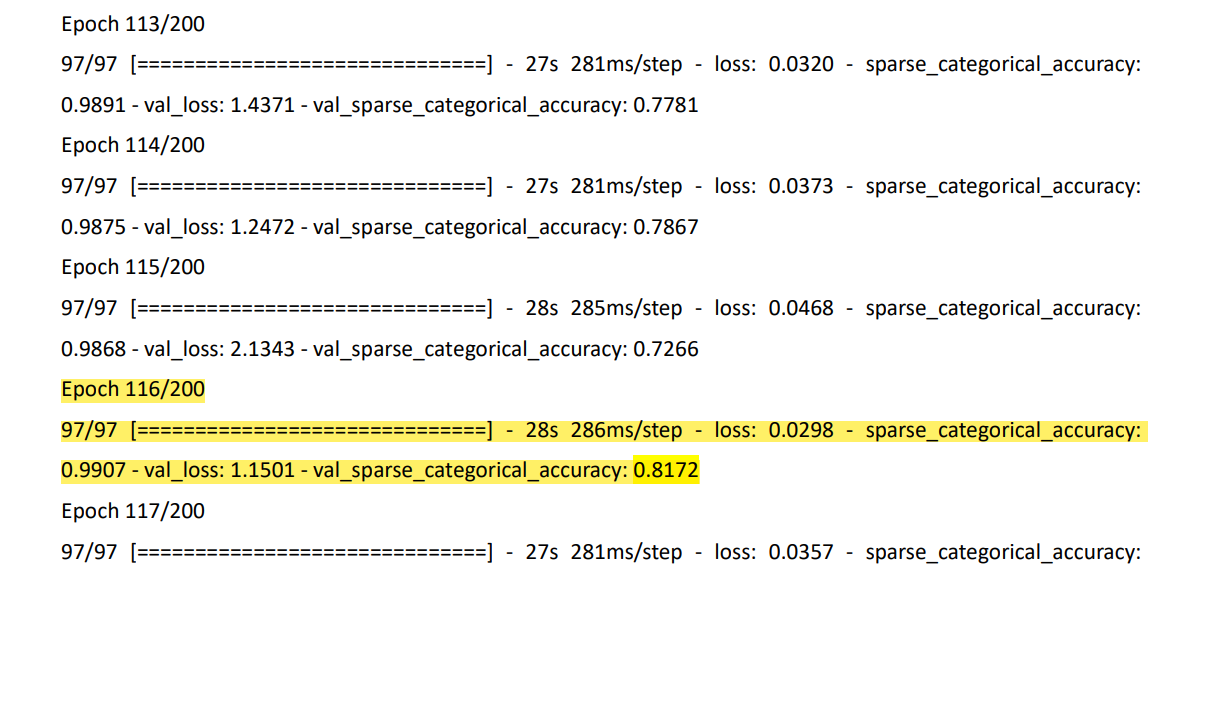 Epoch 113/200
97/97 [==============================] - 27s 281ms/step - loss: 0.0320 - sparse_categorical_accuracy:
0.9891 - val_loss: 1.4371 - val_sparse_categorical_accuracy: 0.7781
Epoch 114/200
97/97 [==============================] - 27s 281ms/step - loss: 0.0373 - sparse_categorical_accuracy:
0.9875 - val_loss: 1.2472 - val_sparse_categorical_accuracy: 0.7867
Epoch 115/200
97/97 [==============================] - 28s 285ms/step - loss: 0.0468 - sparse_categorical_accuracy:
0.9868 - val_loss: 2.1343 - val_sparse_categorical_accuracy: 0.7266
Epoch 116/200
97/97 [==============================] - 28s 286ms/step - loss: 0.0298 - sparse_categorical_accuracy:
0.9907 - val_loss: 1.1501 - val_sparse_categorical_accuracy: 0.8172
Epoch 117/200
97/97 [==============================] - 27s 281ms/step - loss: 0.0357 - sparse_categorical_accuracy: